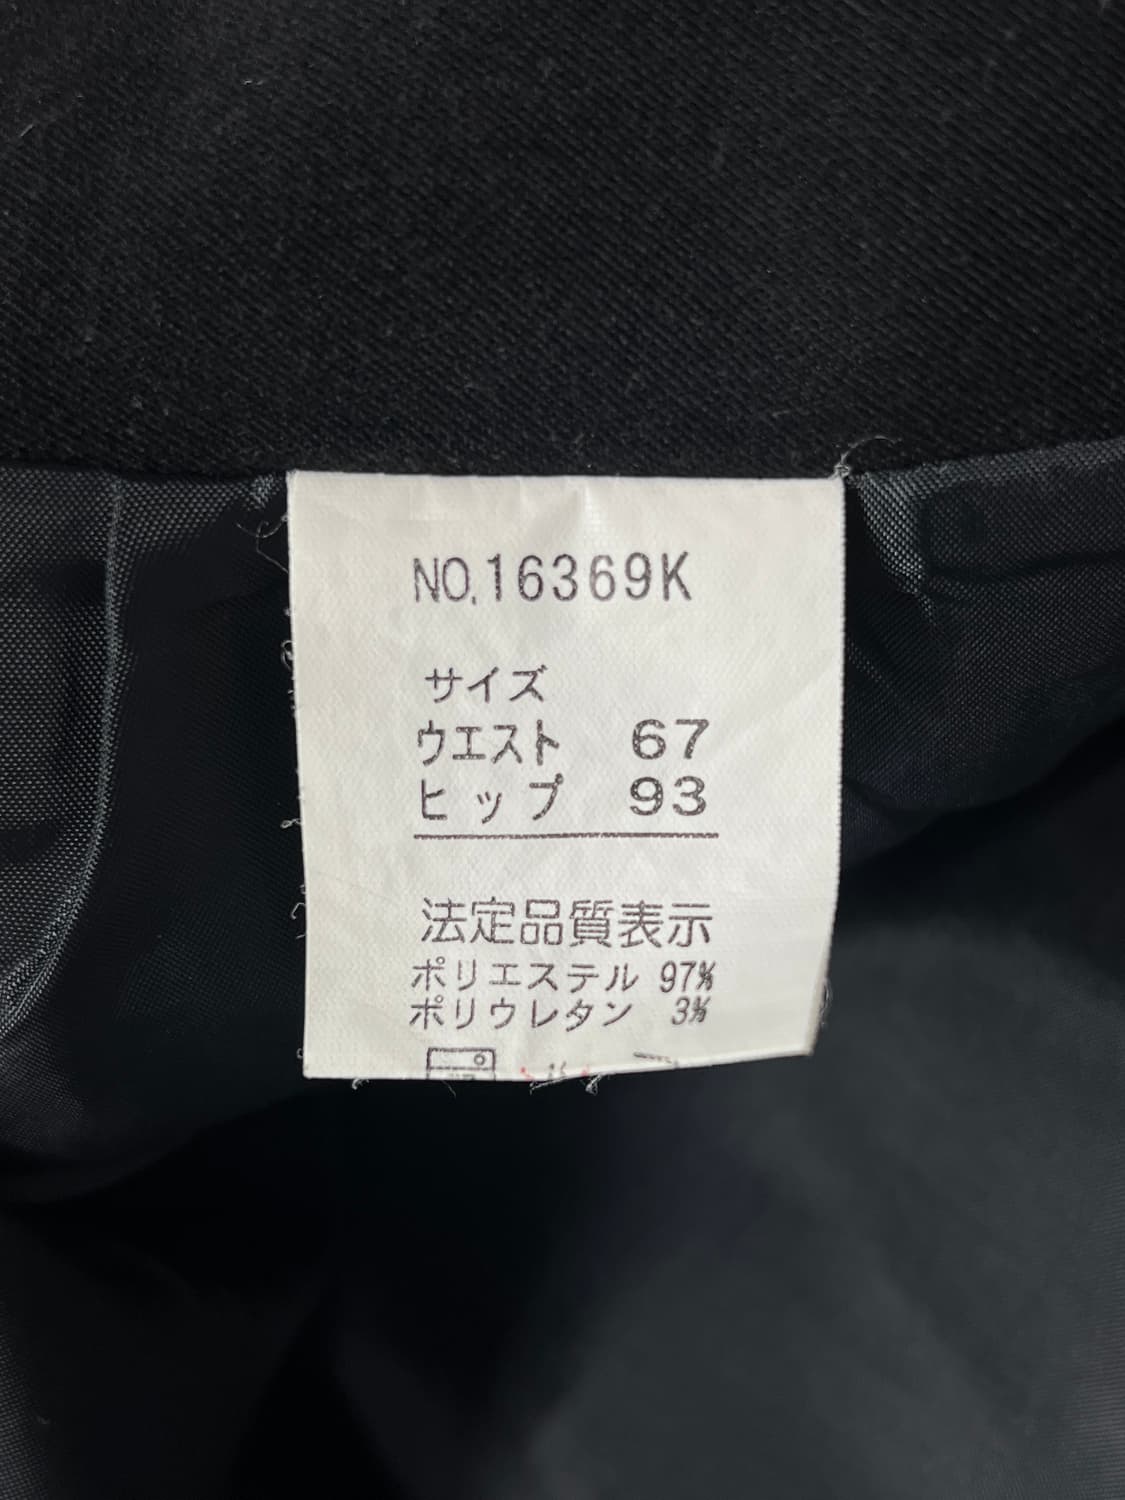 NO.16369K
サイズ
ウエスト 67
ヒップ 93
法定品質表示
ポリエステル 97%
ポリウレタン 3%